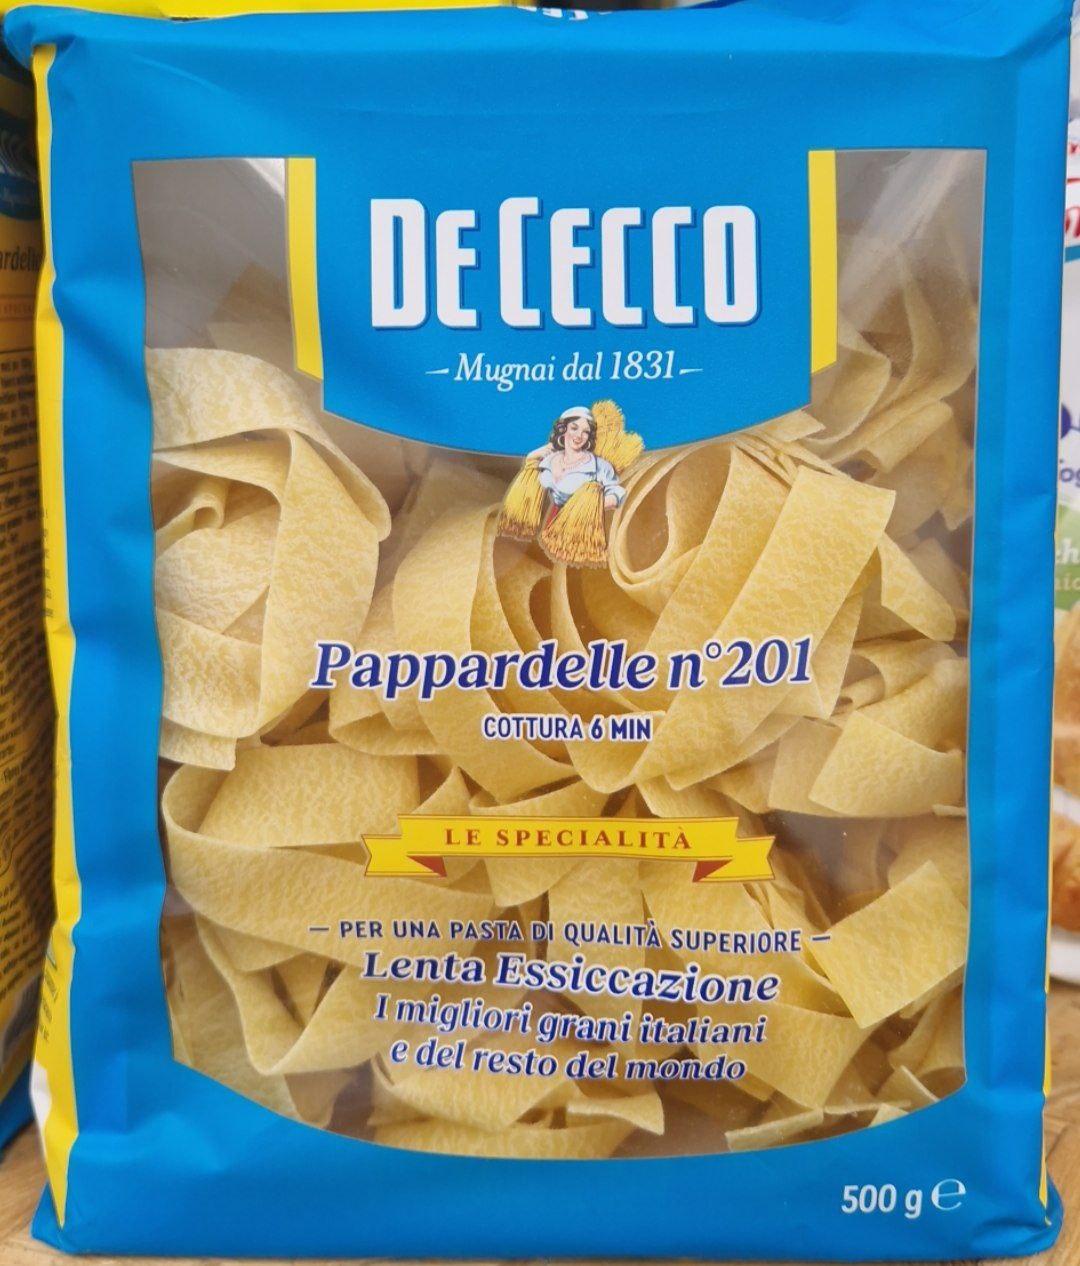 DE CECCO
Mugnai dal 1831
Pappardelle n°201
COTTURA 6 MIN
LE SPECIALITÀ
PER UNA PASTA DI QUALITÀ SUPERIORE
Lenta Essiccazione
I migliori grani italiani
e del resto del mondo
500 g ℮